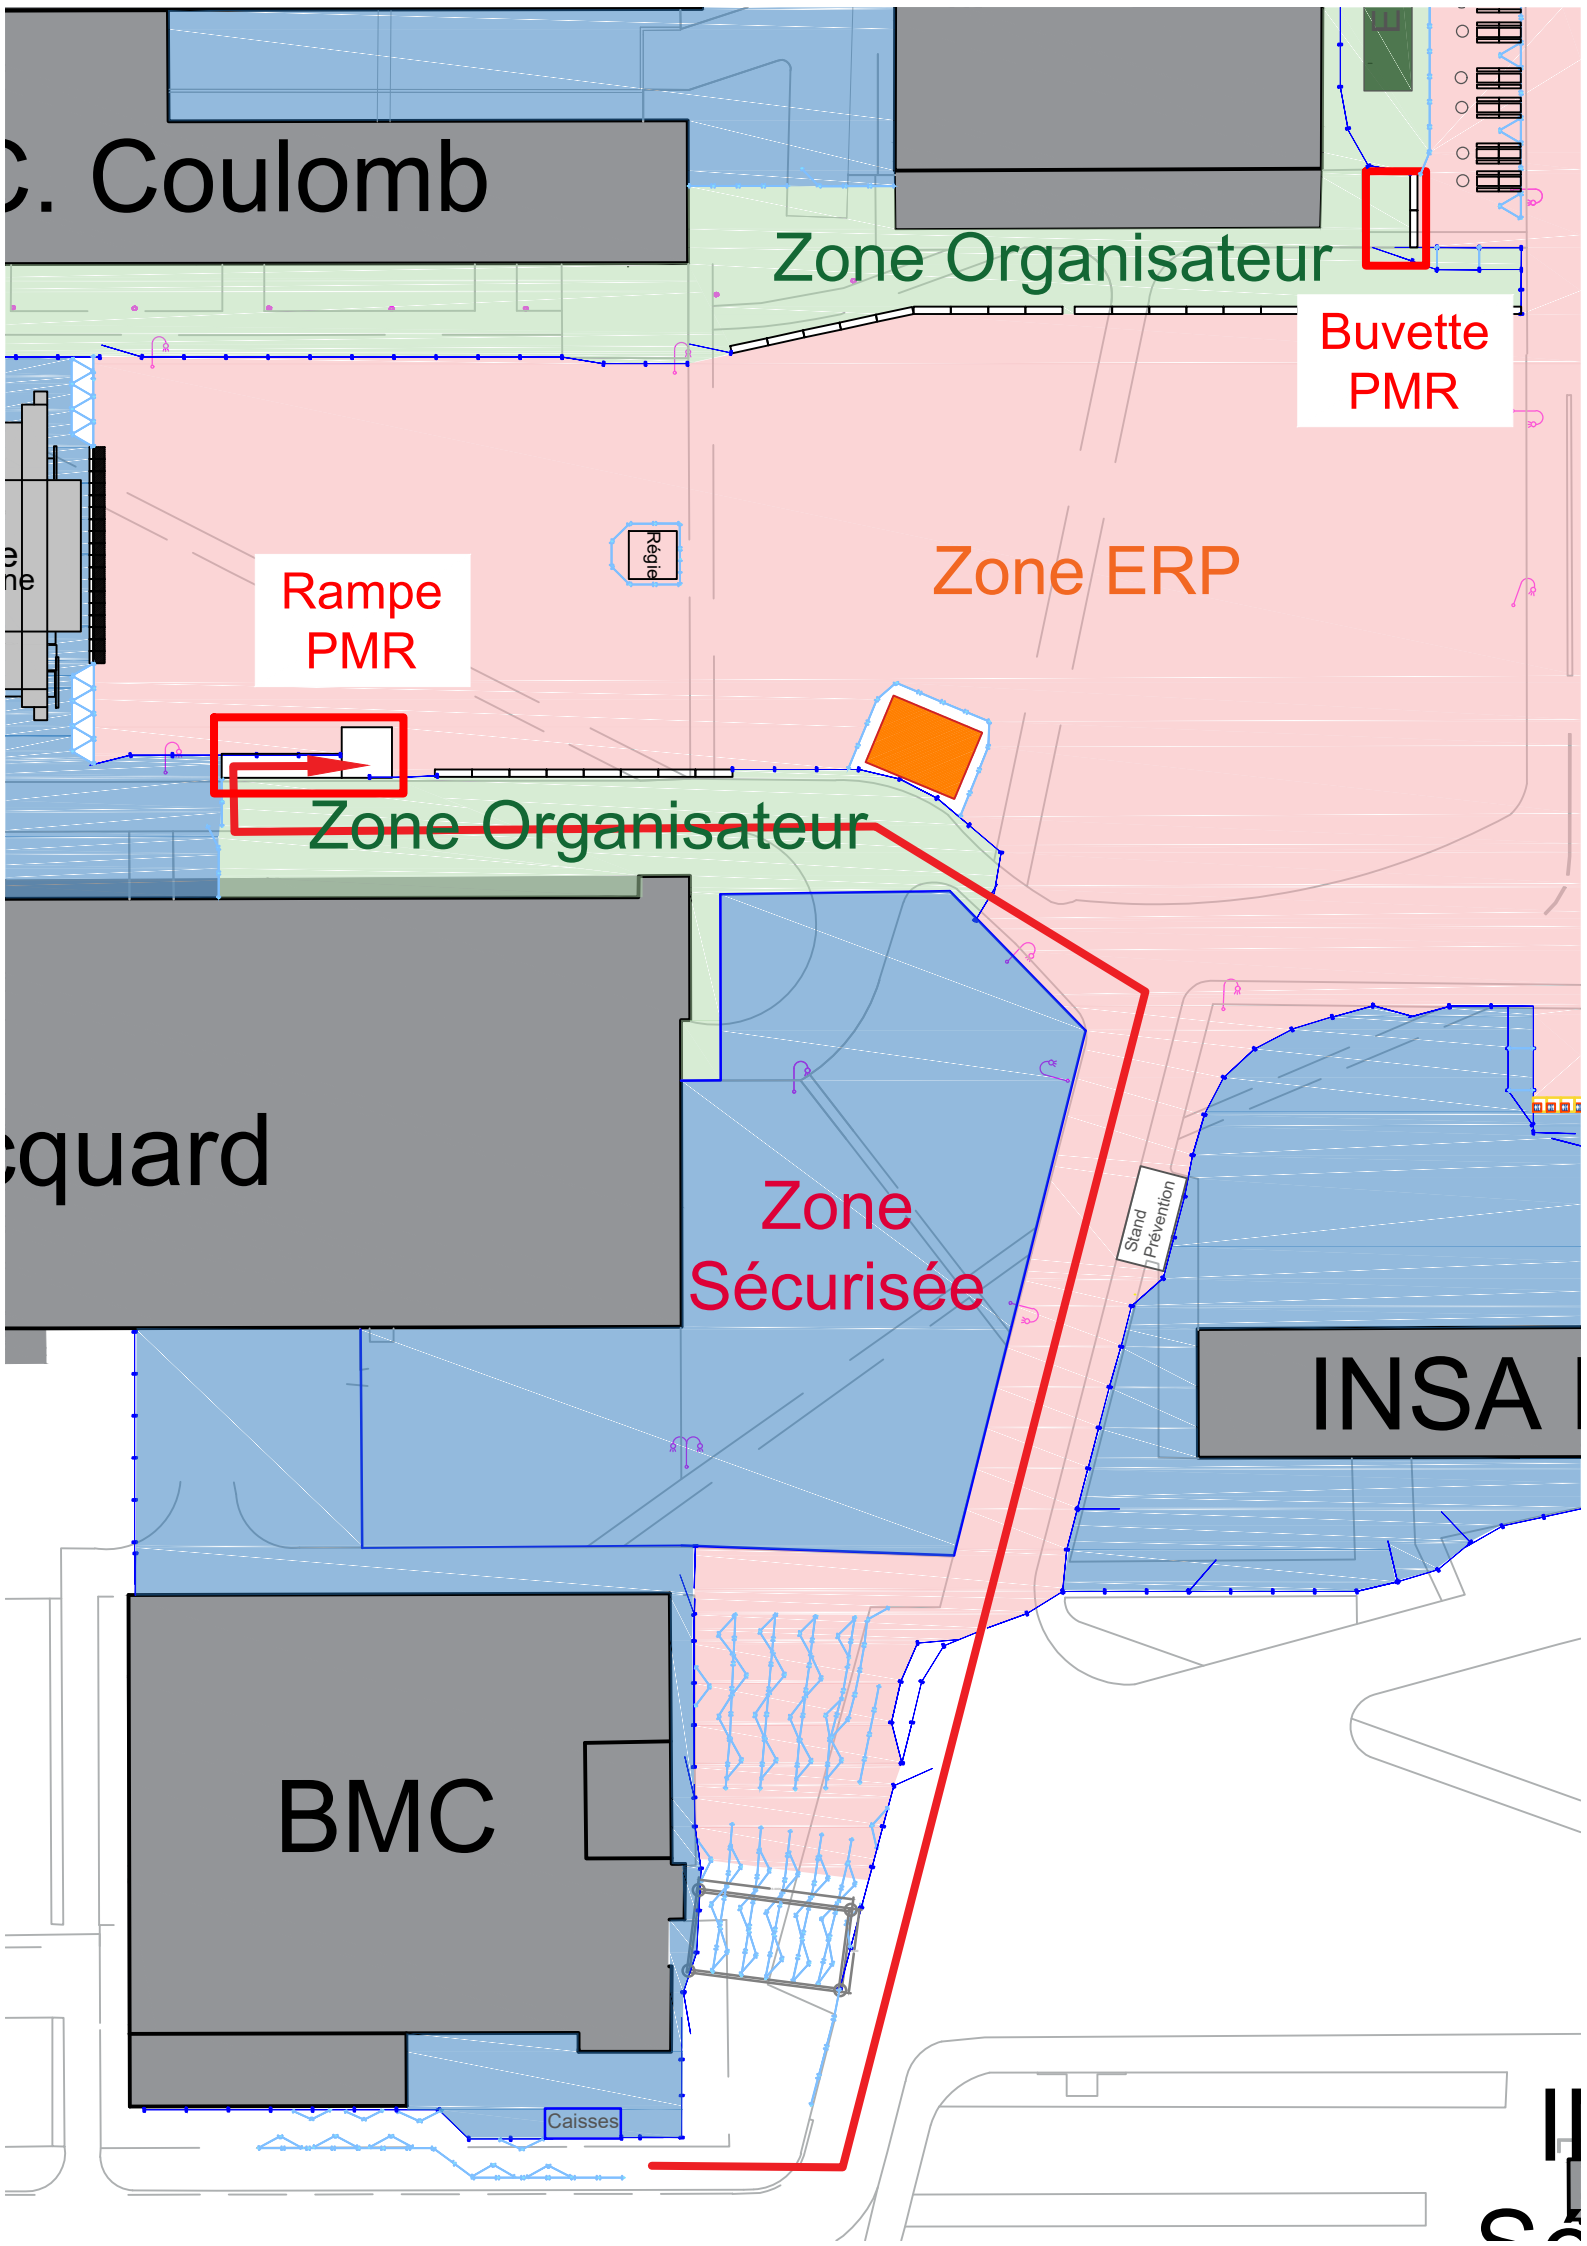 C. Coulomb
Zone Organisateur
Buvette
PMR
Régie
Zone ERP
Rampe
PMR
Zone Organisateur
cquard
Zone
Sécurisée
Stand
Prévention
INSA
BMC
Caisses